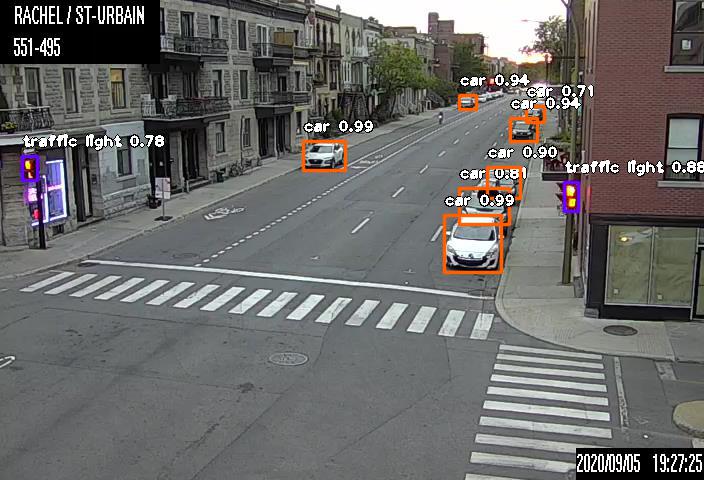 RACHEL / ST-URBAIN
551-495
car 0.94
car 0.71
car 0.94
car 0.99
traffic light 0.78
car 0.90
traffic light 0.88
car 0.81
car 0.99
2020/09/05 19:27:25